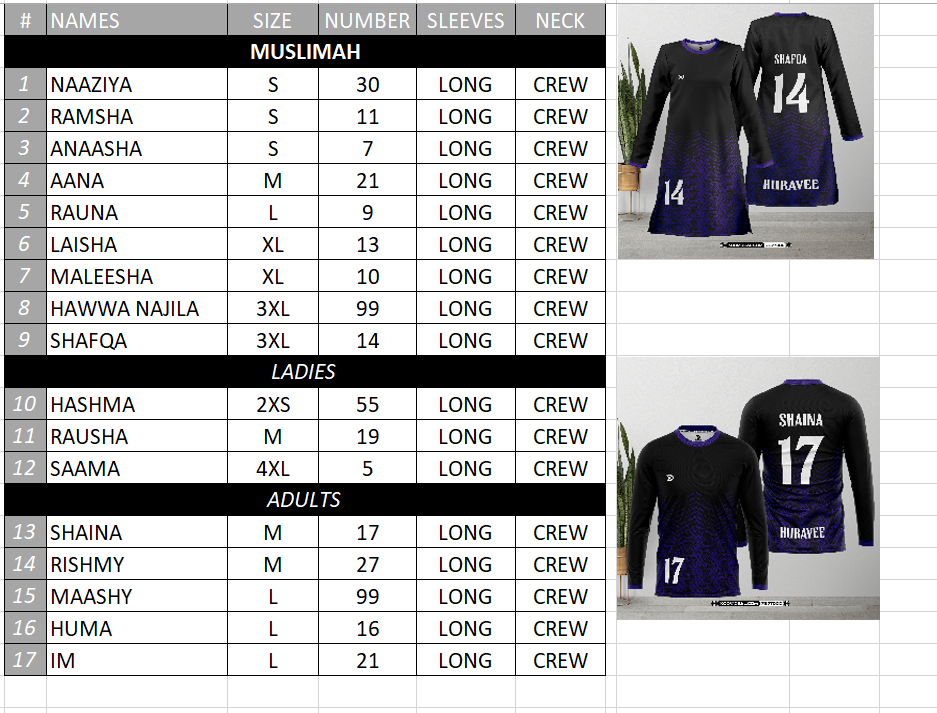 # NAMES SIZE NUMBER SLEEVES NECK
MUSLIMAH
1 NAAZIYA S 30 LONG CREW
2 RAMSHA S 11 LONG CREW
3 ANAASHA S 7 LONG CREW
4 AANA M 21 LONG CREW
5 RAUNA L 9 LONG CREW
6 LAISHA XL 13 LONG CREW
7 MALEESHA XL 10 LONG CREW
8 HAWWA NAJILA 3XL 99 LONG CREW
9 SHAFQA 3XL 14 LONG CREW
LADIES
10 HASHMA 2XS 55 LONG CREW
11 RAUSHA M 19 LONG CREW
12 SAAMA 4XL 5 LONG CREW
ADULTS
13 SHAINA M 17 LONG CREW
14 RISHMY M 27 LONG CREW
15 MAASHY L 99 LONG CREW
16 HUMA L 16 LONG CREW
17 IM L 21 LONG CREW
SHAFQA
14
14
HURAVEE
SHAINA
17
HURAVEE
17